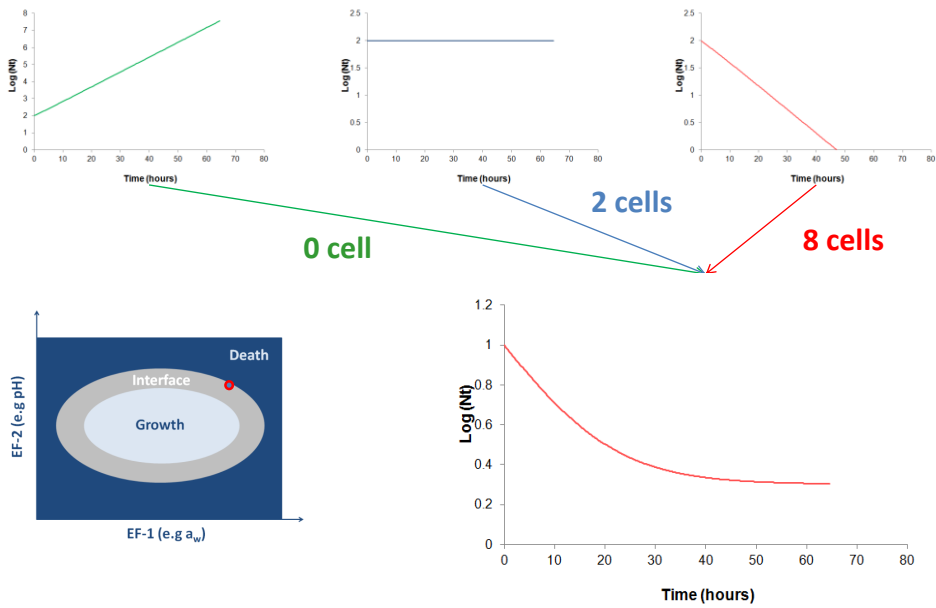 8
7
6
5
4
3
2
1
0
Log (Nt)
0 10 20 30 40 50 60 70 80
Time (hours)
2.5
2
1.5
1
0.5
0
Log (Nt)
0 10 20 30 40 50 60 70 80
Time (hours)
2.5
2
1.5
1
0.5
0
Log (Nt)
0 10 20 30 40 50 60 70 80
Time (hours)
0 cell
2 cells
8 cells
EF-2 (e.g pH)
Death
Interface
Growth
EF-1 (e.g aw)
1.2
1
0.8
0.6
0.4
0.2
0
Log (Nt)
0 10 20 30 40 50 60 70 80
Time (hours)